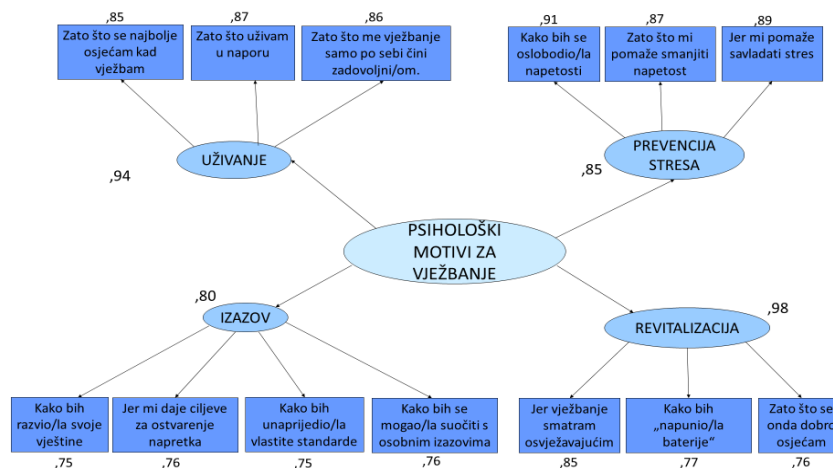 ,85
,87
,86
,91
,87
,89
Zato što se najbolje
osjećam kad
vježbam
Zato što uživam
u naporu
Zato što me vježbanje
samo po sebi čini
zadovoljni/om.
Kako bih se
oslobodio/la
napetosti
Zato što mi
pomaže smanjiti
napetost
Jer mi pomaže
savladati stres
UŽIVANJE
,94
PREVENCIJA
STRESA
,85
PSIHOLOŠKI
MOTIVI ZA
VJEŽBANJE
,80
IZAZOV
,98
REVITALIZACIJA
Kako bih
razvio/la svoje
vještine
Jer mi daje ciljeve
za ostvarenje
napretka
Kako bih
unaprijedio/la
vlastite standarde
Kako bih se
mogao/la suočiti s
osobnim izazovima
Jer vježbanje
smatram
osvježavajućim
Kako bih
„napunio/la
baterije“
Zato što se
onda dobro
osjećam
,75
,76
,75
,76
,85
,77
,76